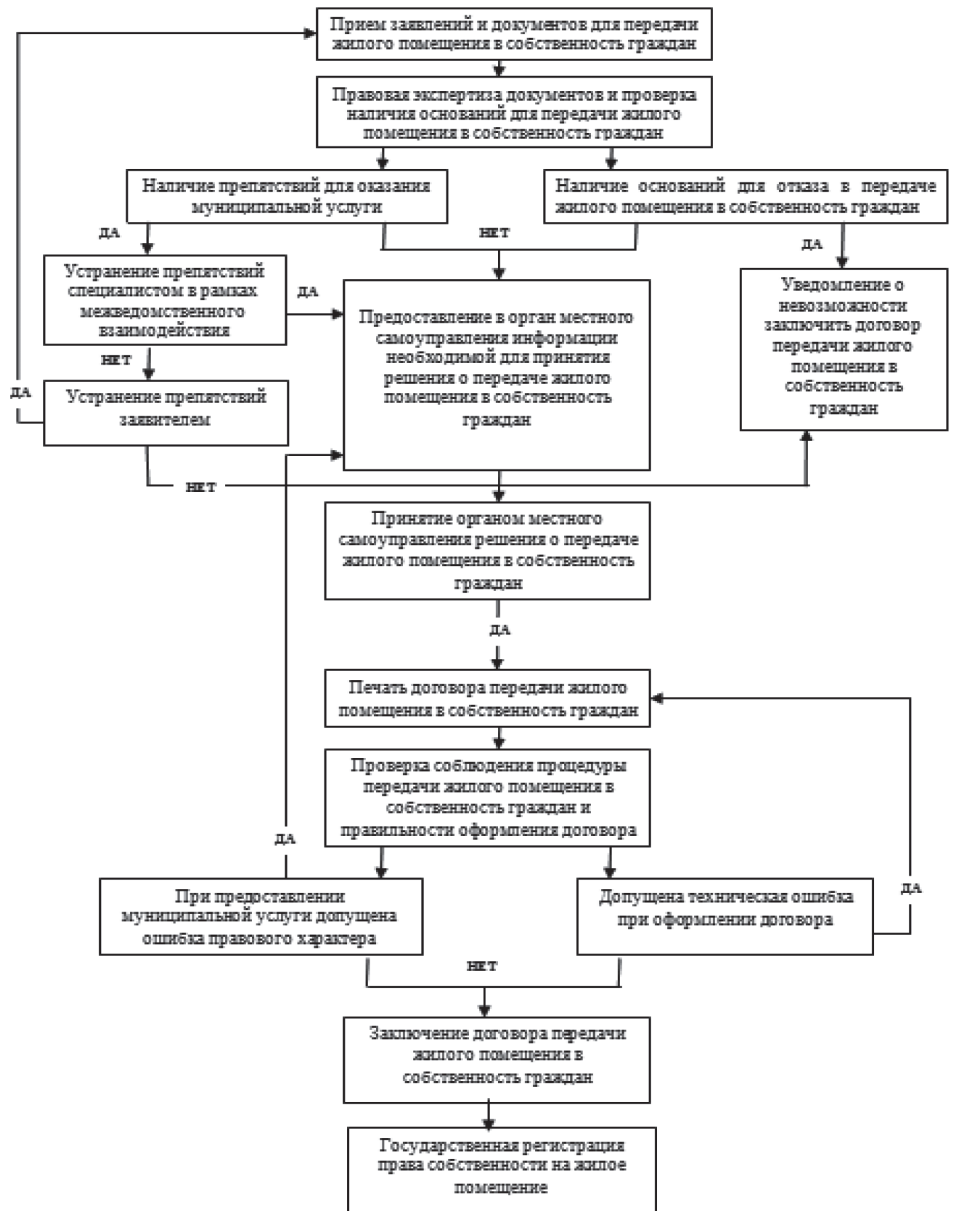 Прием заявлений и документов для передачи
жилого помещения в собственность граждан
Правовая экспертиза документов и проверка
наличия оснований для передачи жилого
помещения в собственность граждан
Наличие препятствий для оказания
муниципальной услуги
Наличие оснований для отказа в передаче
жилого помещения в собственность граждан
ДА
НЕТ
ДА
Устранение препятствий
специалистом в рамках
межведомственного
взаимодействия
ДА
Предоставление в орган местного
самоуправления информации
необходимой для принятия
решения о передаче жилого
помещения в собственность
граждан
Уведомление о
невозможности
заключить договор
передачи жилого
помещения в
собственность
граждан
НЕТ
ДА
Устранение препятствий
заявителем
НЕТ
Принятие органом местного
самоуправления решения о передаче
жилого помещения в собственность
граждан
ДА
Печать договора передачи жилого
помещения в собственность граждан
Проверка соблюдения процедуры
передачи жилого помещения в
собственность граждан и
правильности оформления договора
ДА
При предоставлении
муниципальной услуги допущена
ошибка правового характера
Допущена техническая ошибка
при оформлении договора
ДА
НЕТ
Заключение договора передачи
жилого помещения в
собственность граждан
Государственная регистрация
права собственности на жилое
помещение